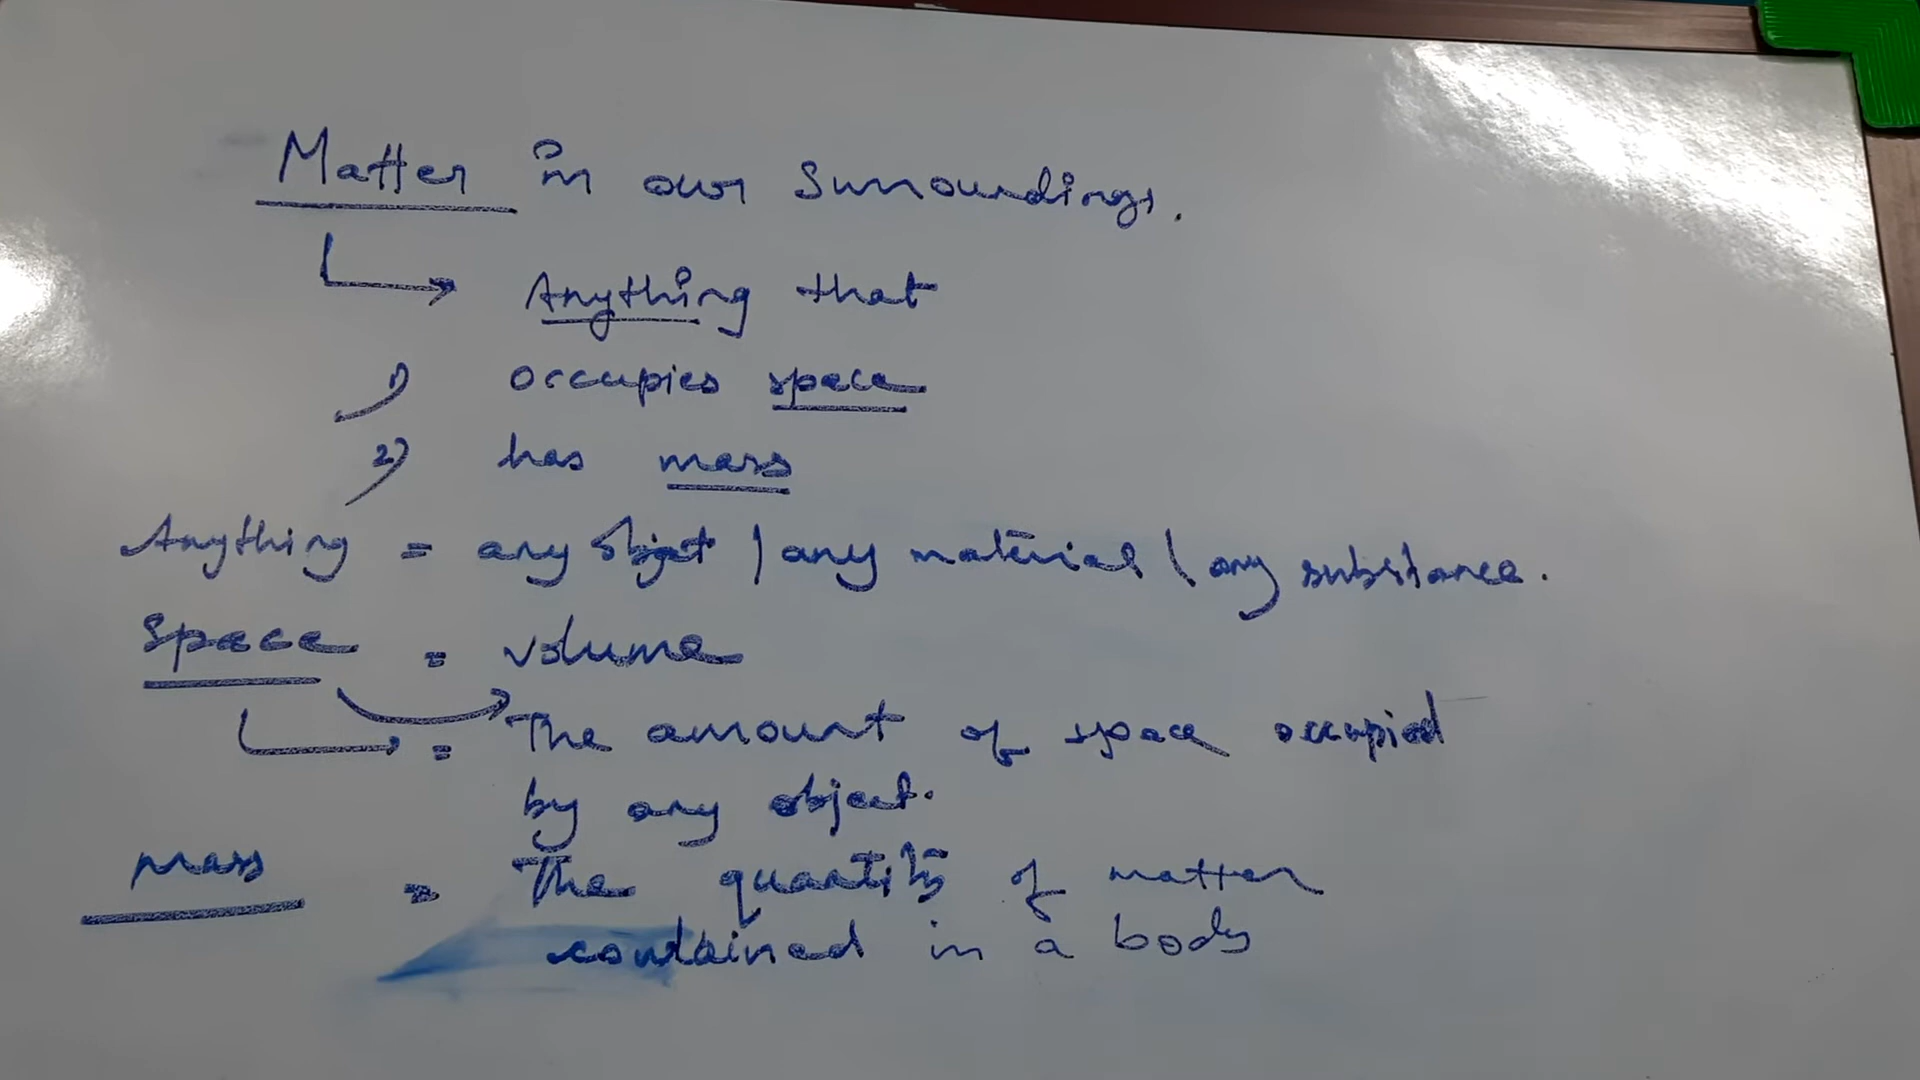 Matter in our Surroundings.
Anything that
1) occupies space
2) has mass
Anything = any object | any material \ any substance.
Space = volume
= The amount of space occupied
by any object.
Mass = The quantity of matter
contained in a body